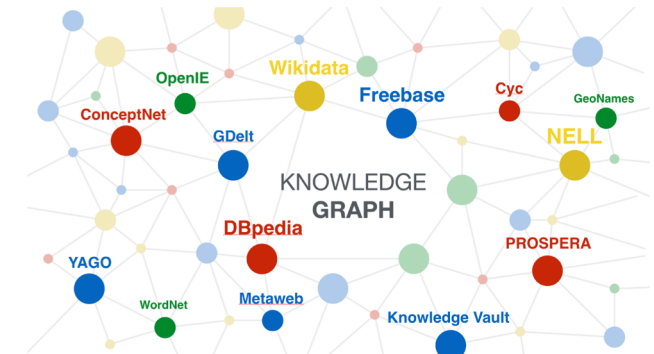 Wikidata
OpenIE
Freebase
Cyc
GeoNames
ConceptNet
GDelt
NELL
KNOWLEDGE
GRAPH
DBpedia
PROSPERA
YAGO
Metaweb
WordNet
Knowledge Vault